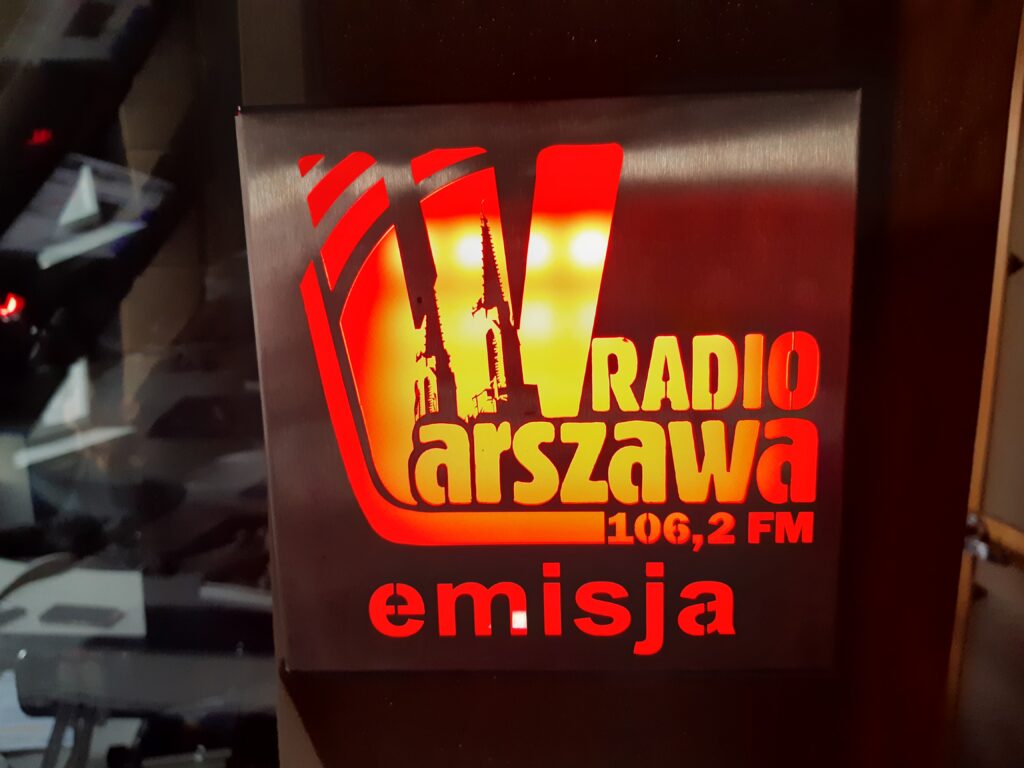 RADIO
Warszawa
106,2 FM
emisja